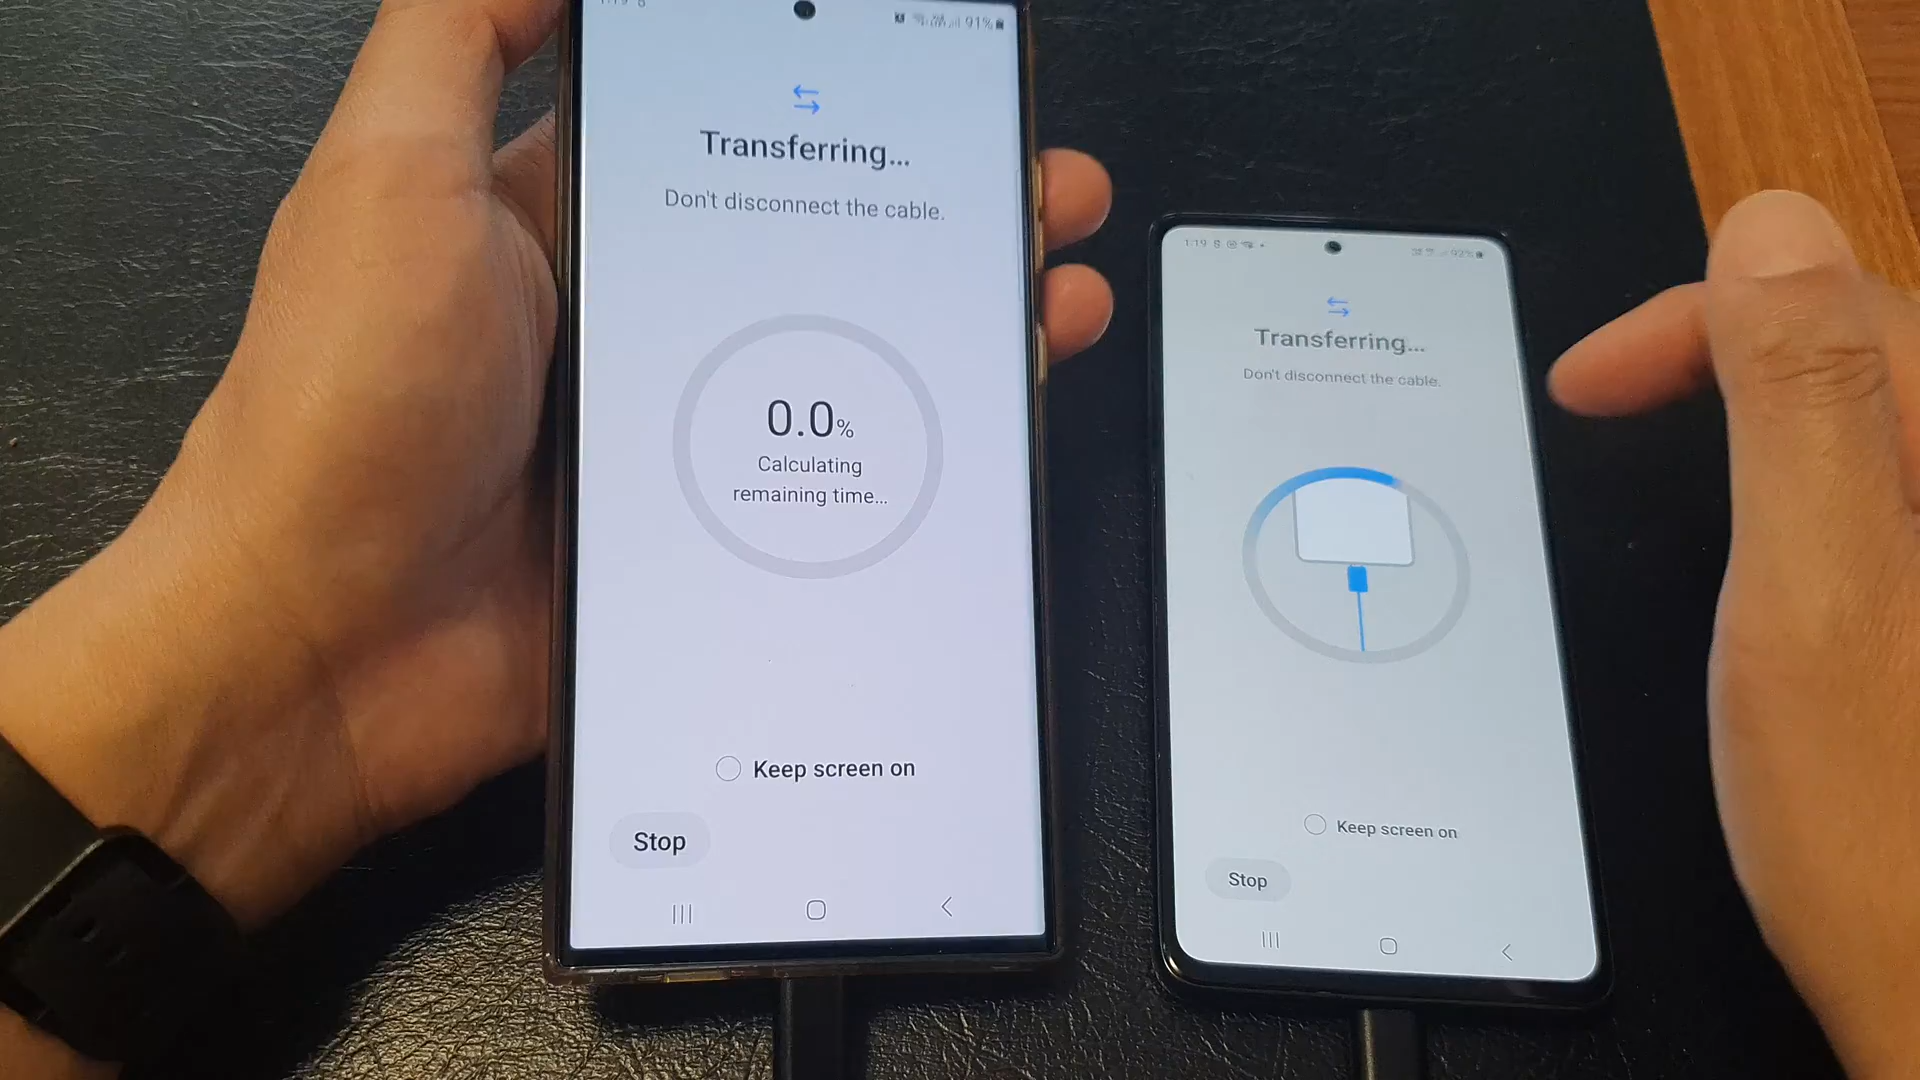 91%
Transferring...
Don't disconnect the cable.
0.0%
Calculating
remaining time...
Keep screen on
Stop
1:19
92%
Transferring...
Don't disconnect the cable.
Keep screen on
Stop